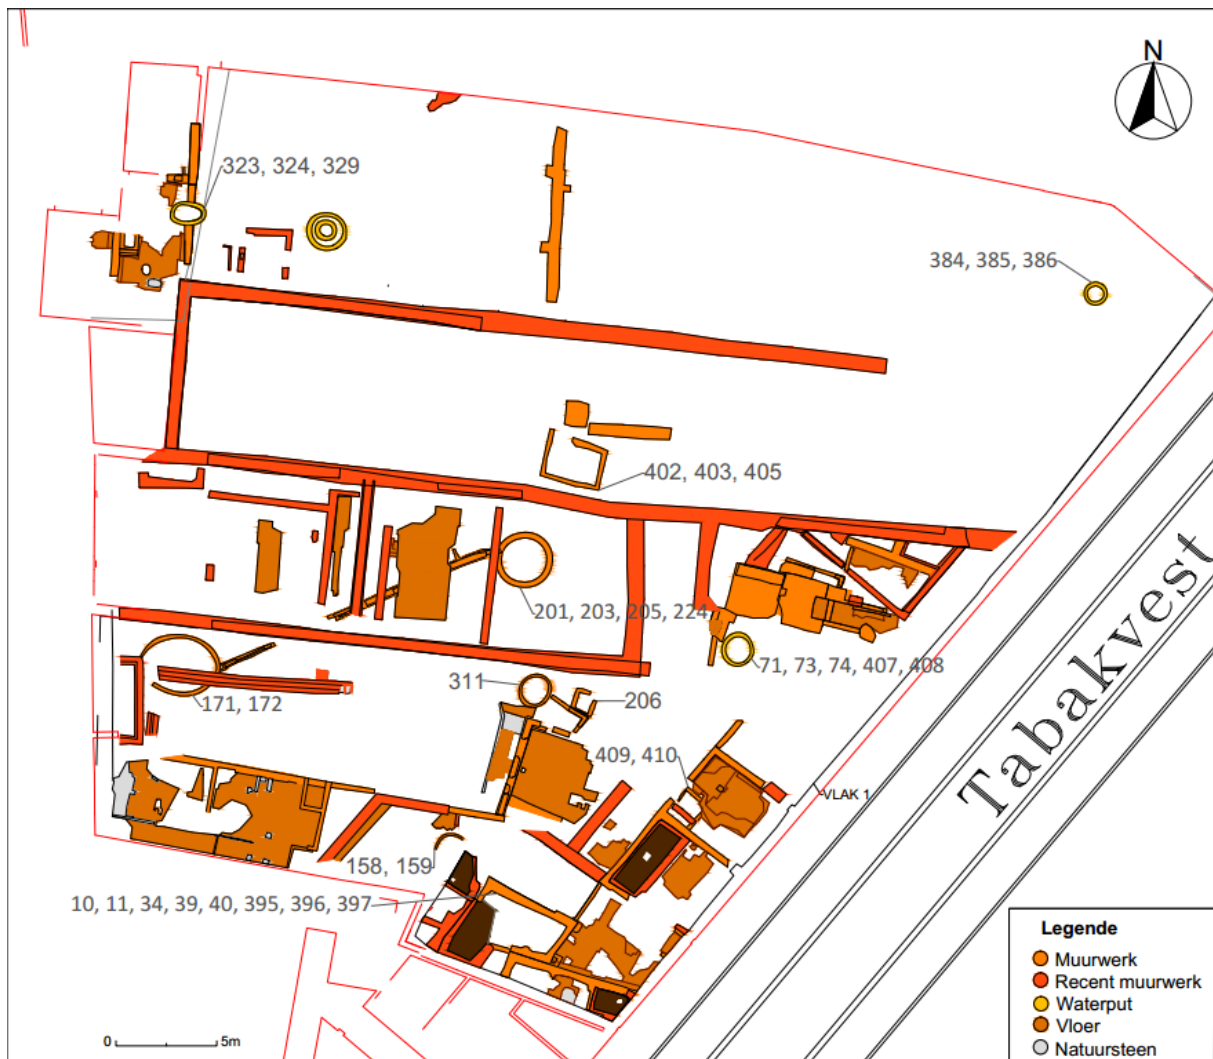 N
323, 324, 329
384, 385, 386
402, 403, 405
201, 203, 205, 224
71, 73, 74, 407, 408
311
206
171, 172
409, 410
VLAK 1
Tabakvest
158, 159
10, 11, 34, 39, 40, 395, 396, 397
Legende
Muurwerk
Recent muurwerk
Waterput
Vloer
Natuursteen
0 5m